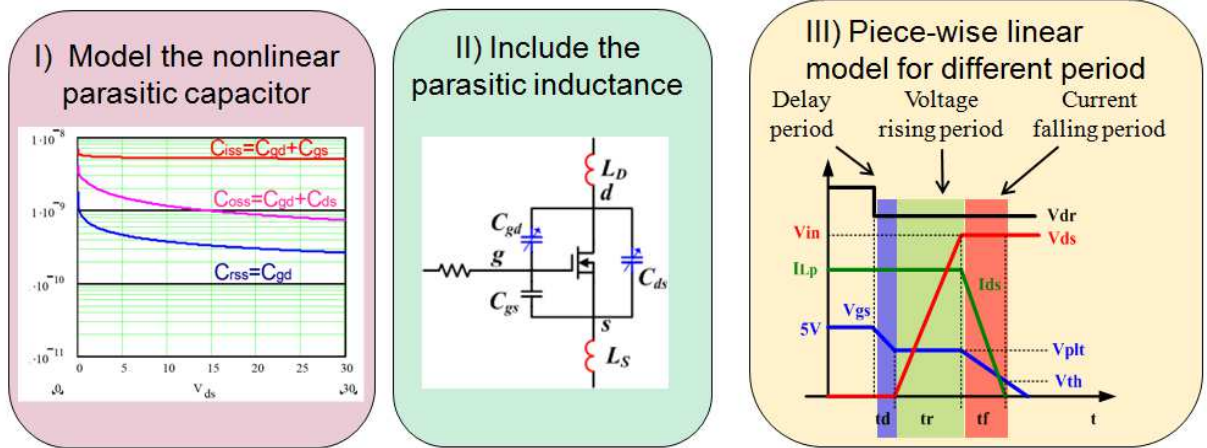 I) Model the nonlinear
parasitic capacitor
1·10⁻⁸
Ciss=Cgd+Cgs
Coss=Cgd+Cds
1·10⁻⁹
Crss=Cgd
·10⁻¹⁰
·10⁻¹¹
0 5 10 15 20 25 30
0 Vds 30
II) Include the
parasitic inductance
LD
d
Cgd
g
Cds
Cgs
s
LS
III) Piece-wise linear
model for different period
Delay period
Voltage rising period
Current falling period
Vdr
Vin
Vds
ILp
Ids
Vgs
5V
Vplt
Vth
td tr tf t